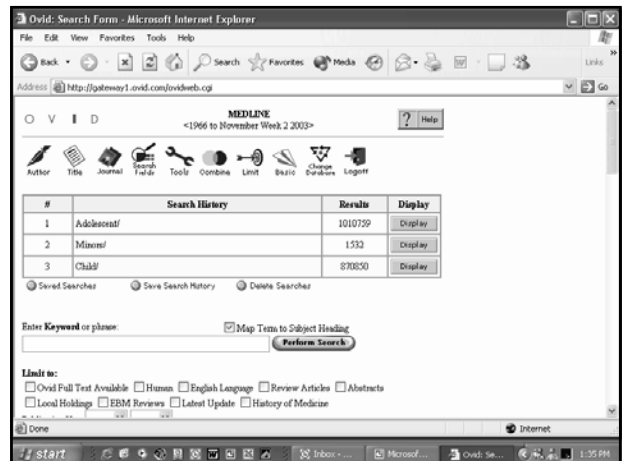 Ovid: Search Form - Microsoft Internet Explorer
File Edit View Favorites Tools Help
Back Search Favorites Media Links
Address http://gateway1.ovid.com/ovidweb.cgi Go
O V I D
MEDLINE
<1966 to November Week 2 2003>
? Help
Author Title Journal Search Fields Tools Combine Limit Basic Change Database Logoff
# Search History Results Display
1 Adolescent/ 1010759 Display
2 Minors/ 1532 Display
3 Child/ 870850 Display
Saved Searches Save Search History Delete Searches
Enter Keyword or phrase: Map Term to Subject Heading
Perform Search
Limit to:
Ovid Full Text Available Human English Language Review Articles Abstracts
Local Holdings EBM Reviews Latest Update History of Medicine
Done Internet
start Inbox - ... Microsof... Ovid: Se... 1:35 PM